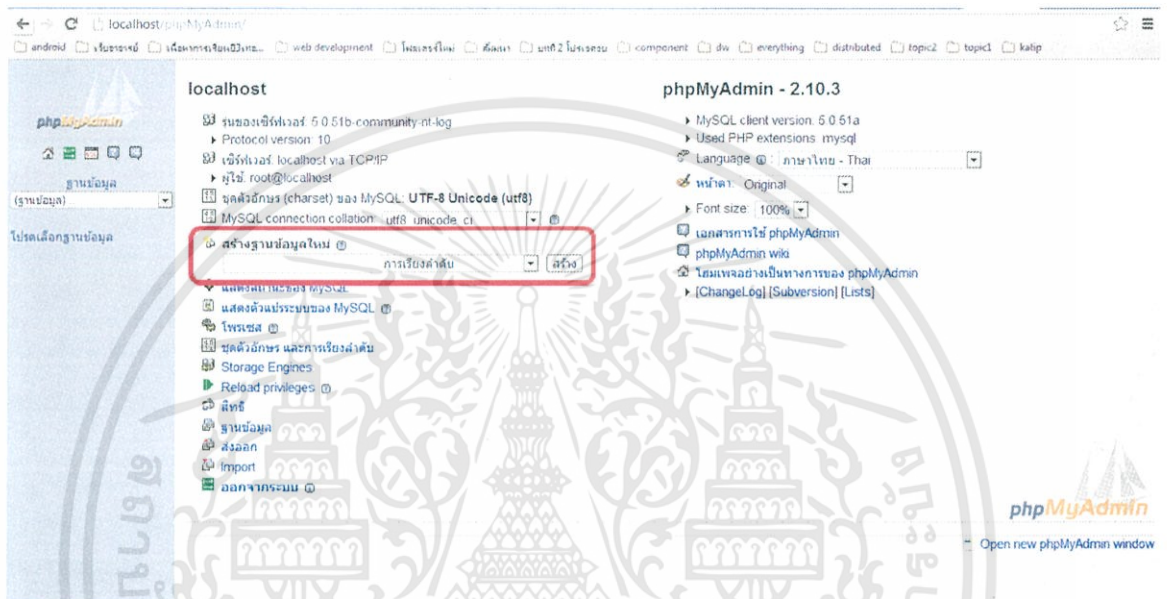 localhost/phpMyAdmin/
android
web development
component
dw
everything
distributed
topic2
topic1
katip
phpMyAdmin
ฐานข้อมูล
(ฐานข้อมูล)
โปรดเลือกฐานข้อมูล
localhost
รุ่นของเซิร์ฟเวอร์: 5.0.51b-community-nt-log
Protocol version: 10
เซิร์ฟเวอร์: localhost via TCP/IP
ผู้ใช้: root@localhost
ชุดตัวอักษร (charset) ของ MySQL: UTF-8 Unicode (utf8)
MySQL connection collation: utf8_unicode_ci
สร้างฐานข้อมูลใหม่
การเรียงลำดับ
สร้าง
แสดงสถานะของ MySQL
แสดงตัวแปรระบบของ MySQL
โพรเซส
ชุดตัวอักษร และการเรียงลำดับ
Storage Engines
Reload privileges
สิทธิ
ฐานข้อมูล
ส่งออก
Import
ออกจากระบบ
phpMyAdmin - 2.10.3
MySQL client version: 5.0.51a
Used PHP extensions: mysql
Language : ภาษาไทย - Thai
หน้าตา: Original
Font size: 100%
เอกสารการใช้ phpMyAdmin
phpMyAdmin wiki
โฮมเพจอย่างเป็นทางการของ phpMyAdmin
[ChangeLog] [Subversion] [Lists]
phpMyAdmin
Open new phpMyAdmin window